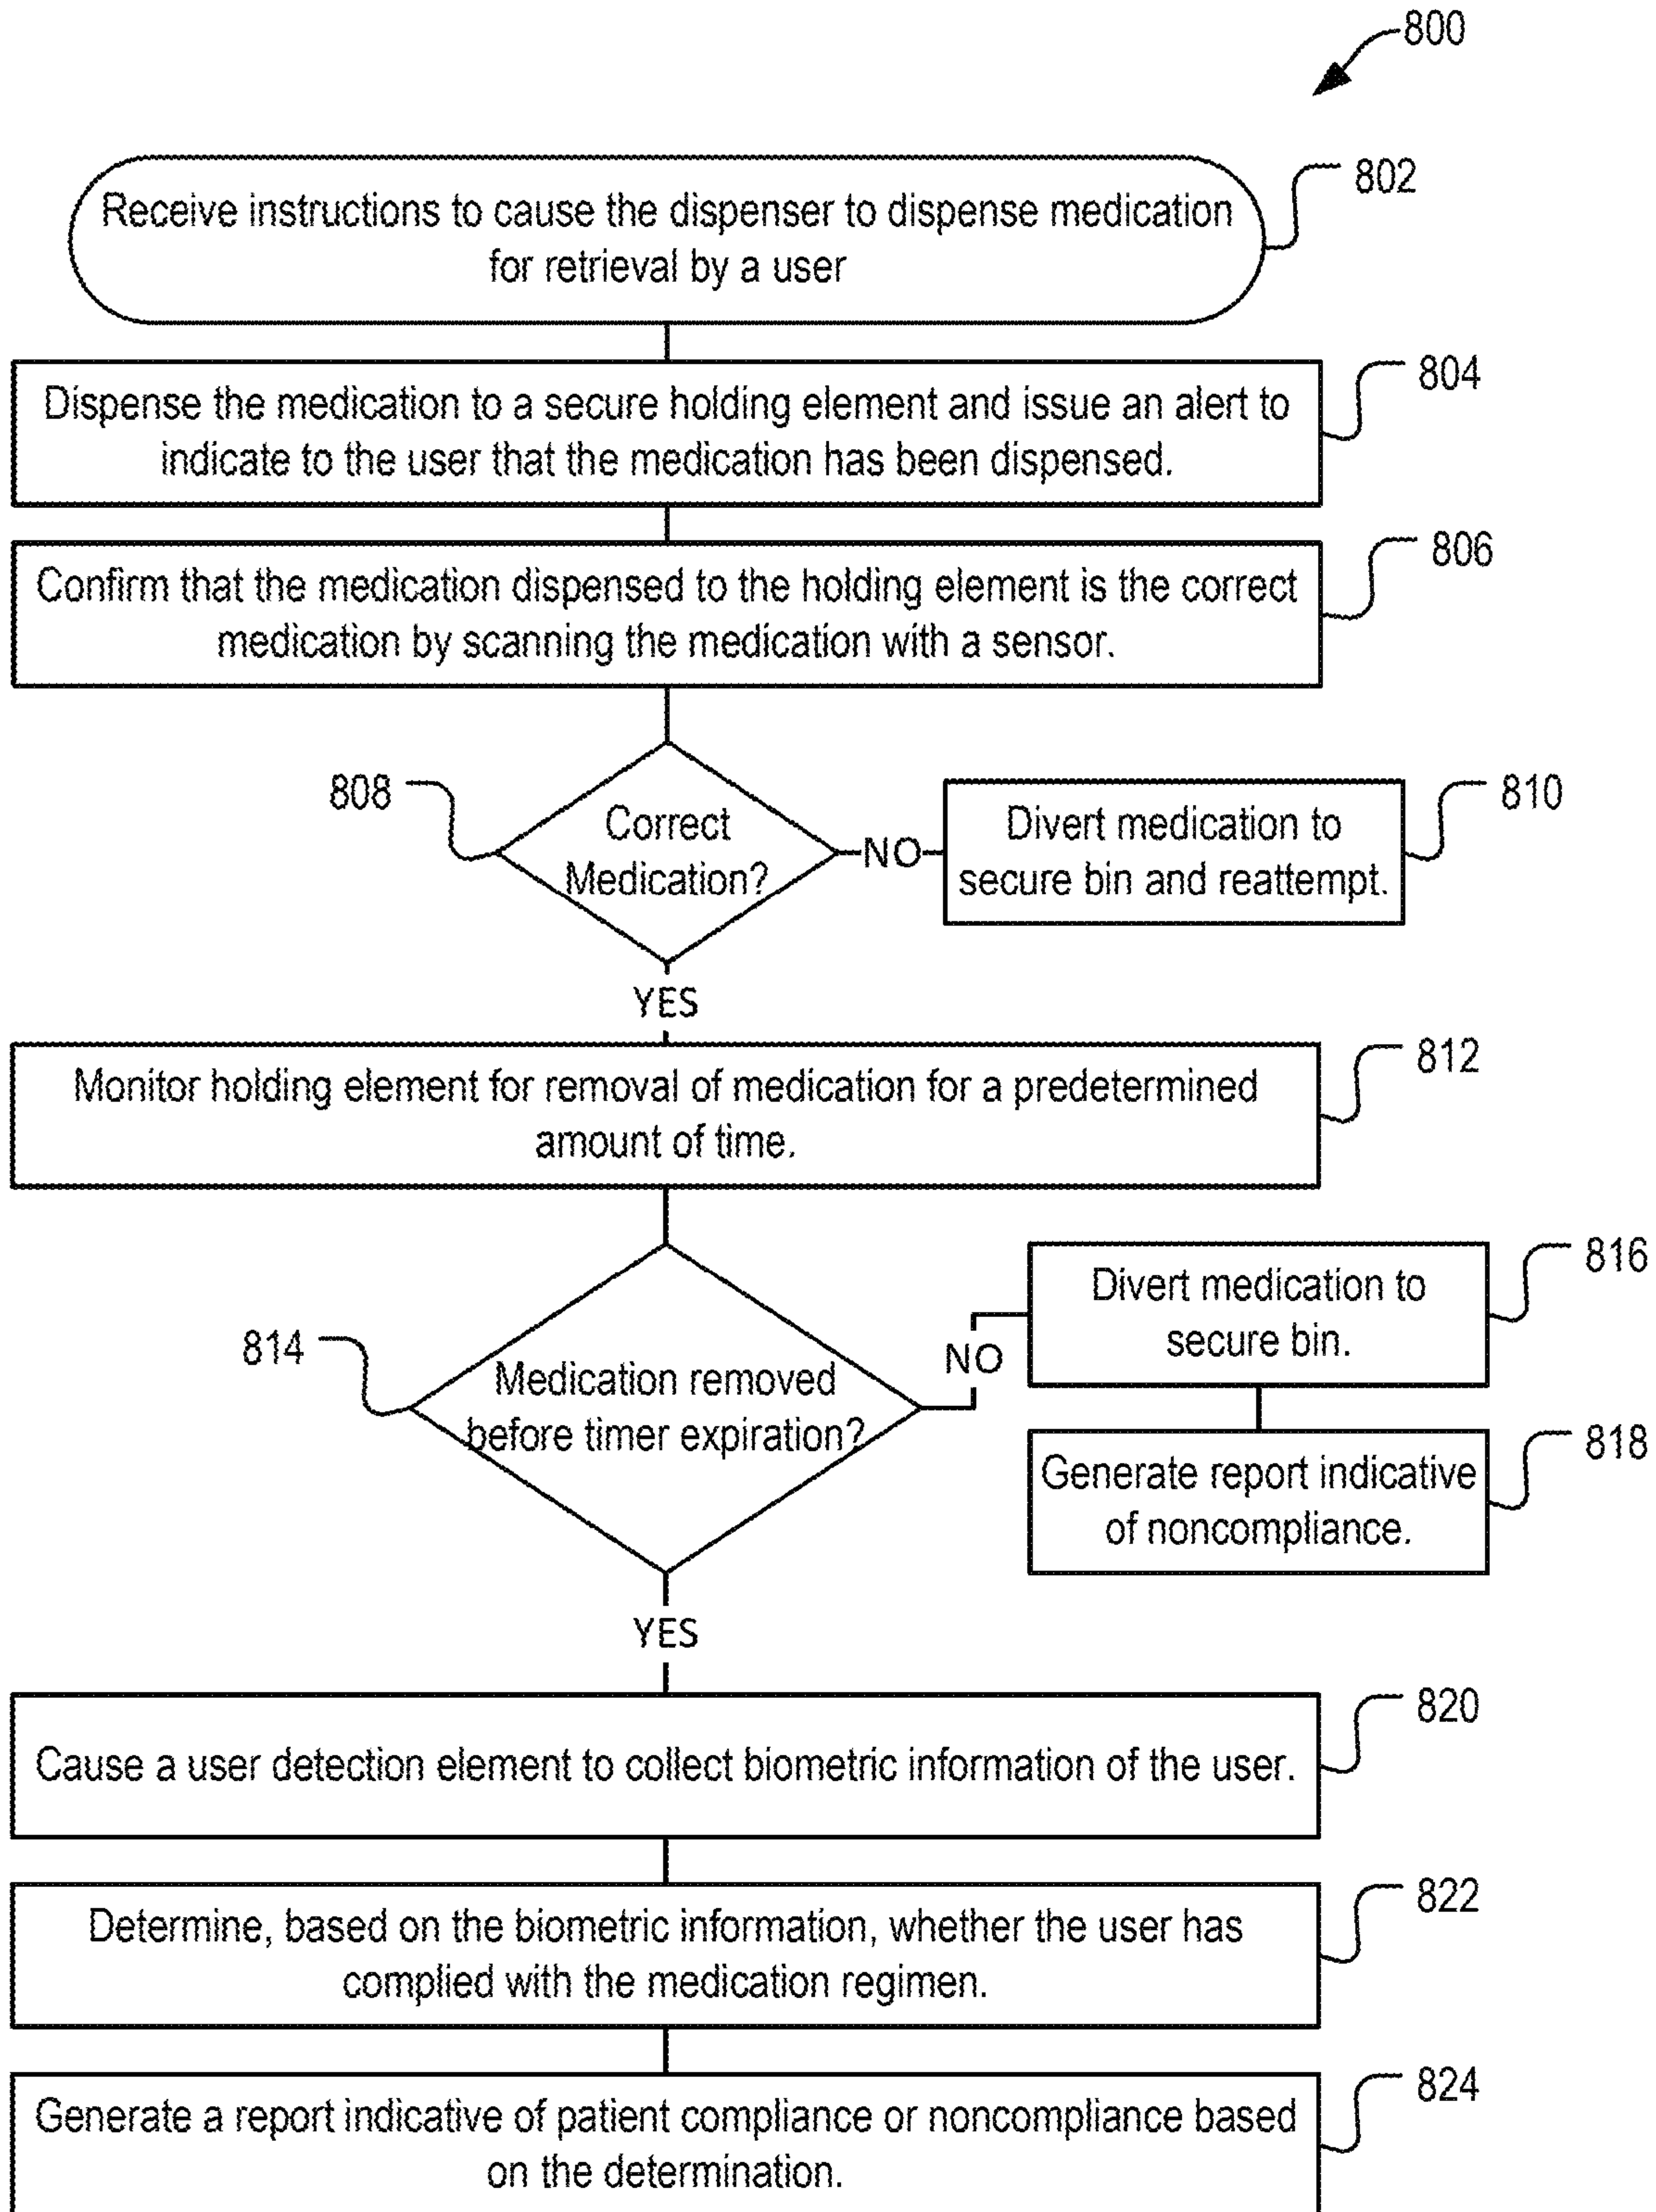 800
802
Receive instructions to cause the dispenser to dispense medication
for retrieval by a user
804
Dispense the medication to a secure holding element and issue an alert to
indicate to the user that the medication has been dispensed.
806
Confirm that the medication dispensed to the holding element is the correct
medication by scanning the medication with a sensor.
808
Correct
Medication?
NO
810
Divert medication to
secure bin and reattempt.
YES
812
Monitor holding element for removal of medication for a predetermined
amount of time.
814
Medication removed
before timer expiration?
NO
816
Divert medication to
secure bin.
818
Generate report indicative
of noncompliance.
YES
820
Cause a user detection element to collect biometric information of the user.
822
Determine, based on the biometric information, whether the user has
complied with the medication regimen.
824
Generate a report indicative of patient compliance or noncompliance based
on the determination.